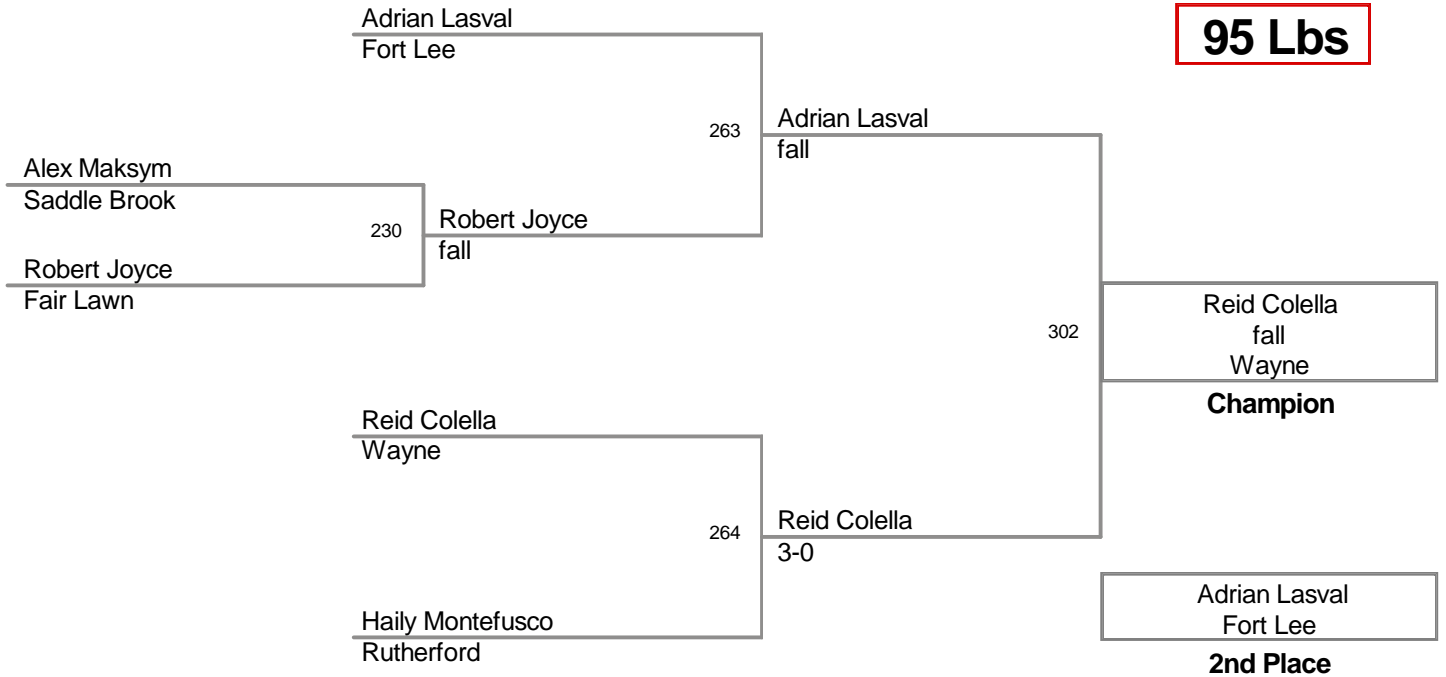 Adrian Lasval
Fort Lee
95 Lbs
263
Adrian Lasval
fall
Alex Maksym
Saddle Brook
230
Robert Joyce
fall
Robert Joyce
Fair Lawn
302
Reid Colella
fall
Wayne
Champion
Reid Colella
Wayne
264
Reid Colella
3-0
Haily Montefusco
Rutherford
Adrian Lasval
Fort Lee
2nd Place